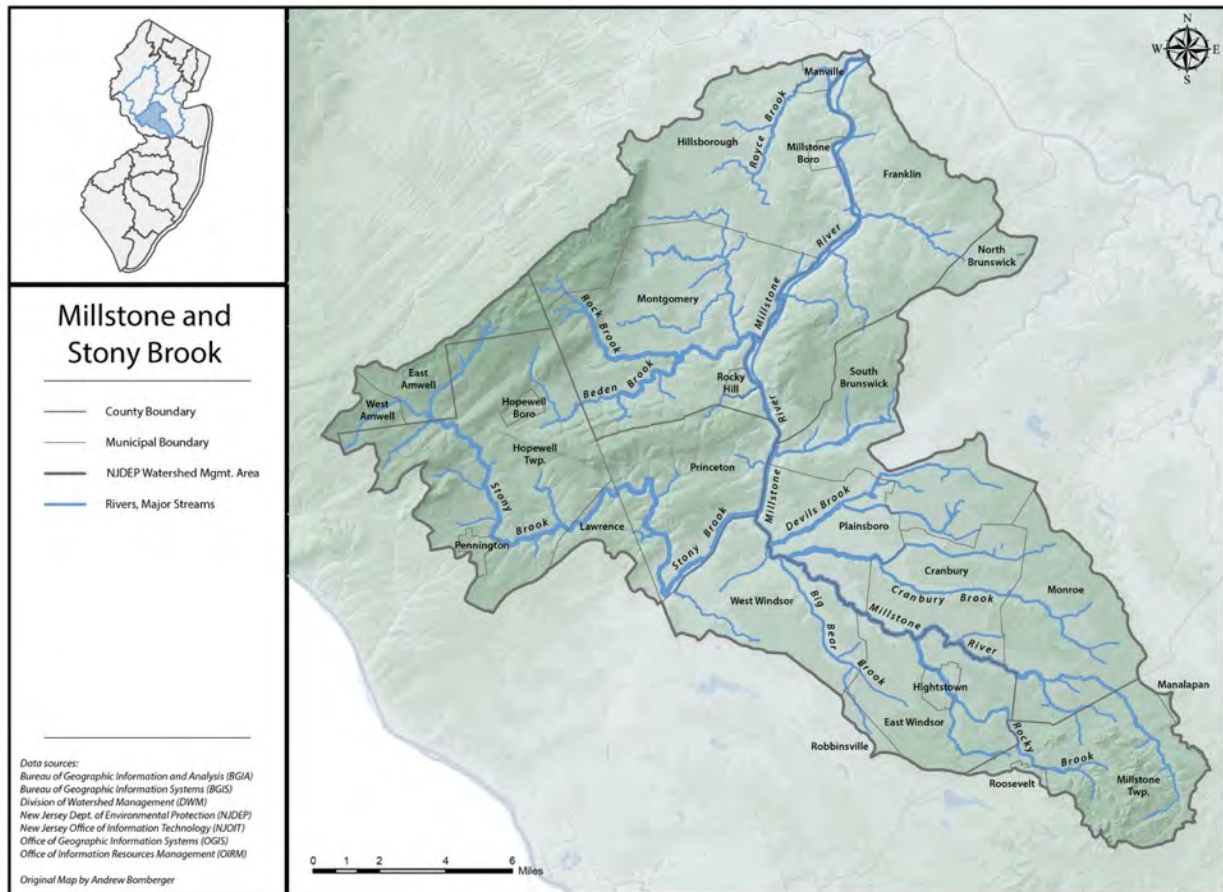 Millstone and
Stony Brook
County Boundary
Municipal Boundary
NJDEP Watershed Mgmt. Area
Rivers, Major Streams
Data sources:
Bureau of Geographic Information and Analysis (BGIA)
Bureau of Geographic Information Systems (BGIS)
Division of Watershed Management (DWM)
New Jersey Dept. of Environmental Protection (NJDEP)
New Jersey Office of Information Technology (NJOIT)
Office of Geographic Information Systems (OGIS)
Office of Information Resources Management (OIRM)
Original Map by Andrew Bomberger
N
W
E
S
Manville
Hillsborough
Royce Brook
Millstone
Boro
Franklin
North
Brunswick
Millstone River
Montgomery
Rock Brook
Beden Brook
Rocky
Hill
South
Brunswick
East
Amwell
West
Amwell
Hopewell
Boro
Hopewell
Twp.
Princeton
Millstone River
Stony Brook
Pennington
Lawrence
Stony Brook
Devils Brook
Plainsboro
Cranbury
Cranbury Brook
Monroe
West Windsor
Big Bear Brook
Millstone River
Hightstown
East Windsor
Manalapan
Robbinsville
Rocky Brook
Roosevelt
Millstone
Twp.
0 1 2 4 6
Miles